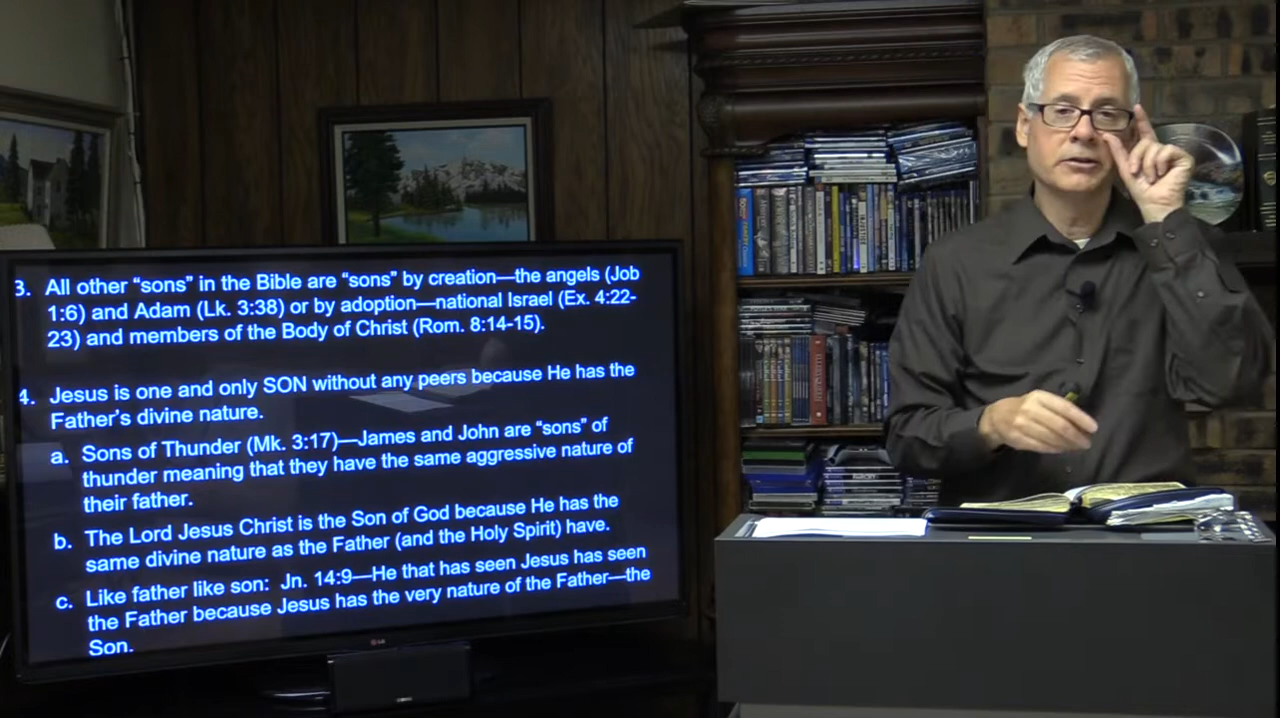 3. All other “sons” in the Bible are “sons” by creation—the angels (Job
1:6) and Adam (Lk. 3:38) or by adoption—national Israel (Ex. 4:22-
23) and members of the Body of Christ (Rom. 8:14-15).
4. Jesus is one and only SON without any peers because He has the
Father’s divine nature.
a. Sons of Thunder (Mk. 3:17)—James and John are “sons” of
thunder meaning that they have the same aggressive nature of
their father.
b. The Lord Jesus Christ is the Son of God because He has the
same divine nature as the Father (and the Holy Spirit) have.
c. Like father like son: Jn. 14:9—He that has seen Jesus has seen
the Father because Jesus has the very nature of the Father—the
Son.
LG